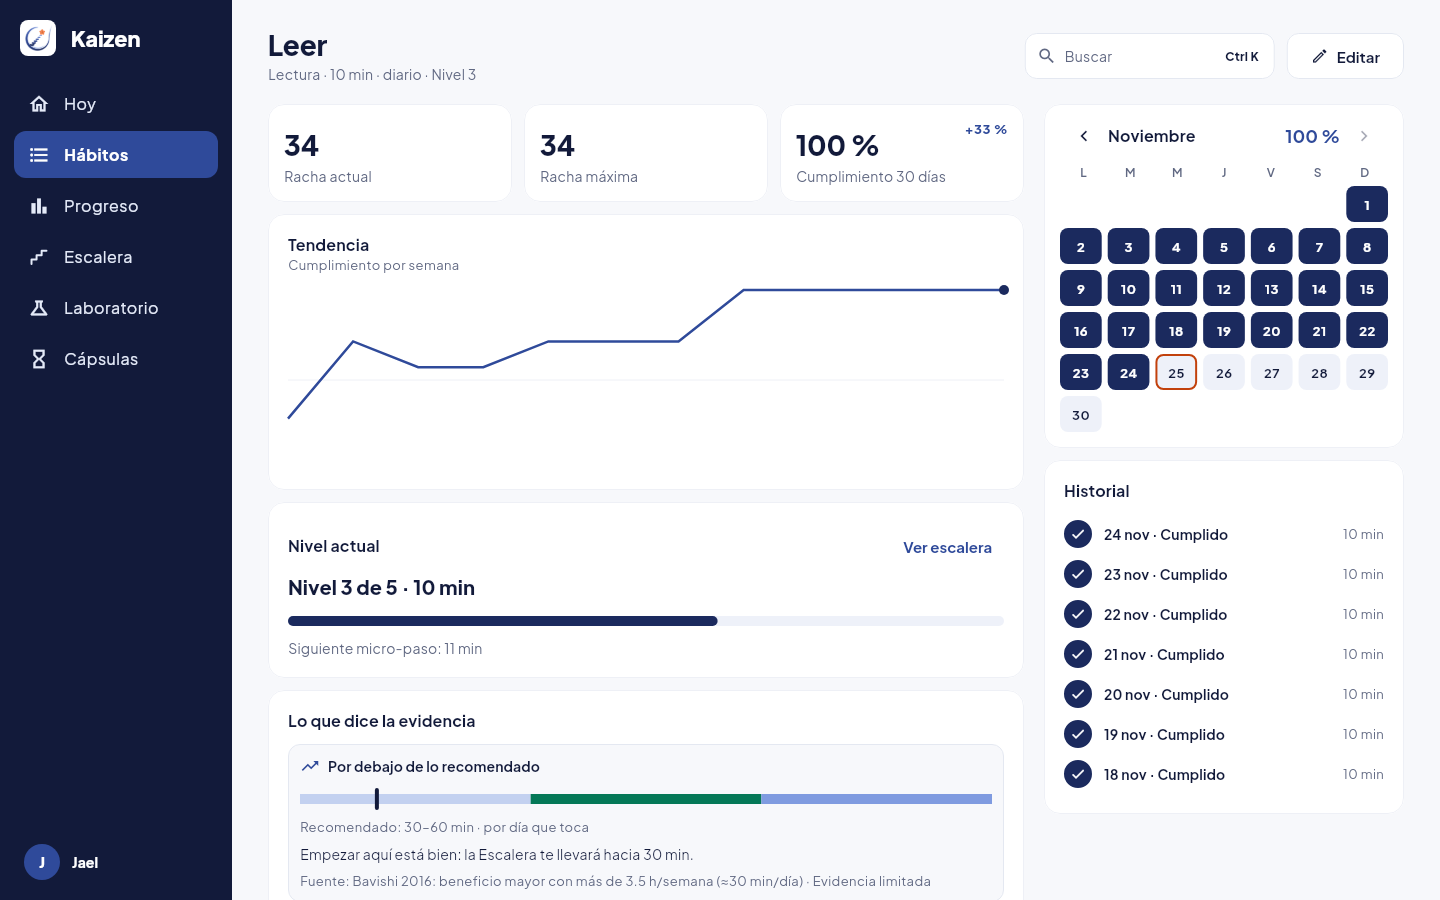 Kaizen
Hoy
Hábitos
Progreso
Escalera
Laboratorio
Cápsulas
J
Jael
Leer
Lectura · 10 min · diario · Nivel 3
Buscar
Ctrl K
Editar
34
Racha actual
34
Racha máxima
+33 %
100 %
Cumplimiento 30 días
Tendencia
Cumplimiento por semana
Nivel actual
Ver escalera
Nivel 3 de 5 · 10 min
Siguiente micro-paso: 11 min
Lo que dice la evidencia
Por debajo de lo recomendado
Recomendado: 30–60 min · por día que toca
Empezar aquí está bien: la Escalera te llevará hacia 30 min.
Fuente: Bavishi 2016: beneficio mayor con más de 3.5 h/semana (≈30 min/día) · Evidencia limitada
Noviembre
100 %
L M M J V S D
1
2 3 4 5 6 7 8
9 10 11 12 13 14 15
16 17 18 19 20 21 22
23 24 25 26 27 28 29
30
Historial
24 nov · Cumplido 10 min
23 nov · Cumplido 10 min
22 nov · Cumplido 10 min
21 nov · Cumplido 10 min
20 nov · Cumplido 10 min
19 nov · Cumplido 10 min
18 nov · Cumplido 10 min